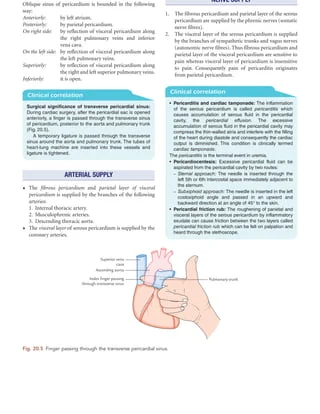 Oblique sinus of pericardium is bounded in the following
way:
Anteriorly: by left atrium.
Posteriorly: by parietal pericardium.
On right side: by reflection of visceral pericardium along
the right pulmonary veins and inferior
vena cava.
On the left side: by reflection of visceral pericardium along
the left pulmonary veins.
Superiorly: by reflection of visceral pericardium along
the right and left superior pulmonary veins.
Inferiorly: it is open.
Clinical correlation
Surgical significance of transverse pericardial sinus:
During cardiac surgery, after the pericardial sac is opened
anteriorly, a finger is passed through the transverse sinus
of pericardium, posterior to the aorta and pulmonary trunk
(Fig. 20.5).
A temporary ligature is passed through the transverse
sinus around the aorta and pulmonary trunk. The tubes of
heart/lung machine are inserted into these vessels and
ligature is tightened.
ARTERIAL SUPPLY
• The fibrous pericardium and parietal layer of visceral
pericardium is supplied by the branches of the following
arteries:
1. Internal thoracic artery.
2. Musculophrenic arteries.
3. Descending thoracic aorta.
• The visceral layer of serous pericardium is supplied by the
coronary arteries.
NERVE SUPPLY
1. The fibrous pericardium and parietal layer of the serous
pericardium are supplied by the phrenic nerves (somatic
nerve fibres).
2. The visceral layer of the serous pericardium is supplied
by the branches of sympathetic trunks and vagus nerves
(autonomic nerve fibres). Thus fibrous pericardium and
parietal layer of the visceral pericardium are sensitive to
pain whereas visceral layer of pericardium is insensitive
to pain. Consequently pain of pericarditis originates
from parietal pericardium.
Clinical correlation
• Pericarditis and cardiac tamponade: The inflammation
of the serous pericardium is called pericarditis which
causes accumulation of serous fluid in the pericardial
cavity, the pericardial effusion. The excessive
accumulation of serous fluid in the pericardial cavity may
compress the thin-walled atria and interfere with the filling
of the heart during diastole and consequently the cardiac
output is diminished. This condition is clinically termed
cardiac tamponade.
The pericarditis is the terminal event in uremia.
• Pericardiocentesis: Excessive pericardial fluid can be
aspirated from the pericardial cavity by two routes:
– Sternal approach: The needle is inserted through the
left 5th or 6th intercostal space immediately adjacent to
the sternum.
– Subxiphoid approach: The needle is inserted in the left
costoxiphoid angle and passed in an upward and
backward direction at an angle of 45° to the skin.
• Pericardial friction rub: The roughening of parietal and
visceral layers of the serous pericardium by inflammatory
exudate can cause friction between the two layers called
pericardial friction rub which can be felt on palpation and
heard through the stethoscope.
Superior vena
cava
Ascending aorta
Index finger passing
through transverse sinus
Pulmonary trunk
Fig. 20.5 Finger passing through the transverse pericardial sinus.